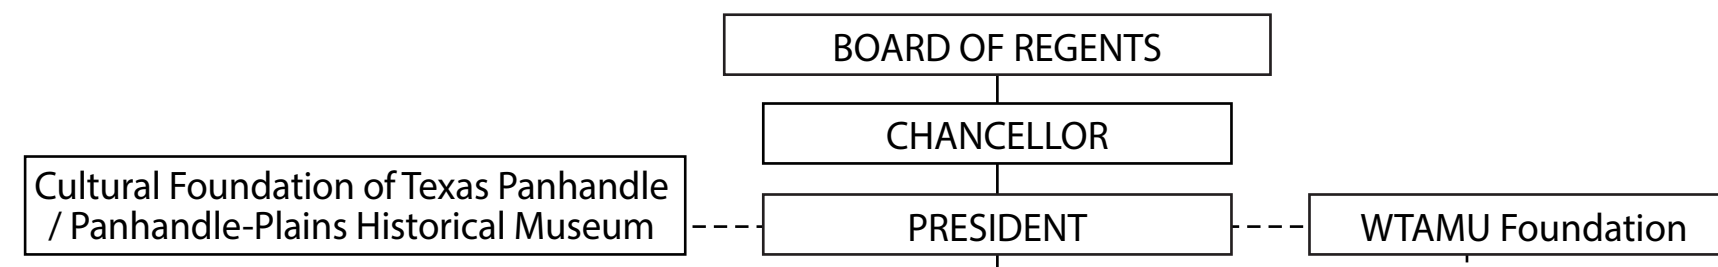 BOARD OF REGENTS
CHANCELLOR
Cultural Foundation of Texas Panhandle
/ Panhandle-Plains Historical Museum
PRESIDENT
WTAMU Foundation